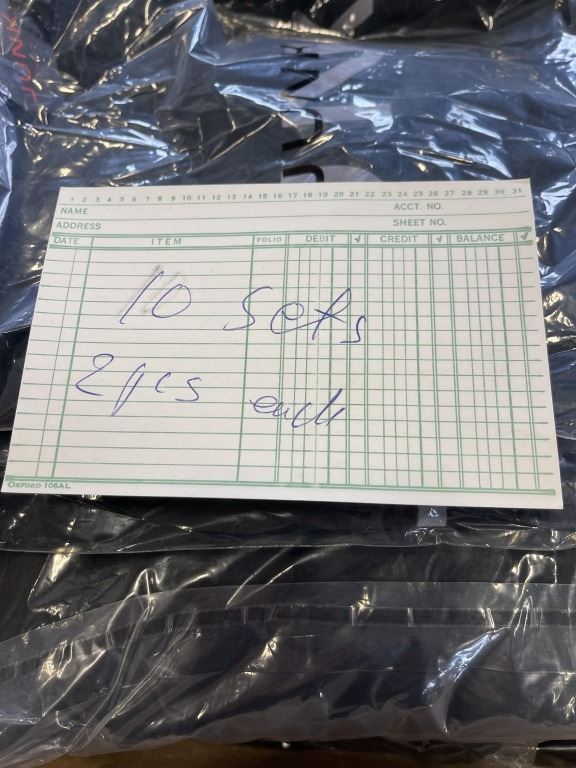 1 2 3 4 5 6 7 8 9 10 11 12 13 14 15 16 17 18 19 20 21 22 23 24 25 26 27 28 29 30 31
NAME ACCT. NO.
ADDRESS SHEET NO.
DATE ITEM FOLIO DEBIT √ CREDIT √ BALANCE √
10 sets
2pcs each
OXFORD 106AL